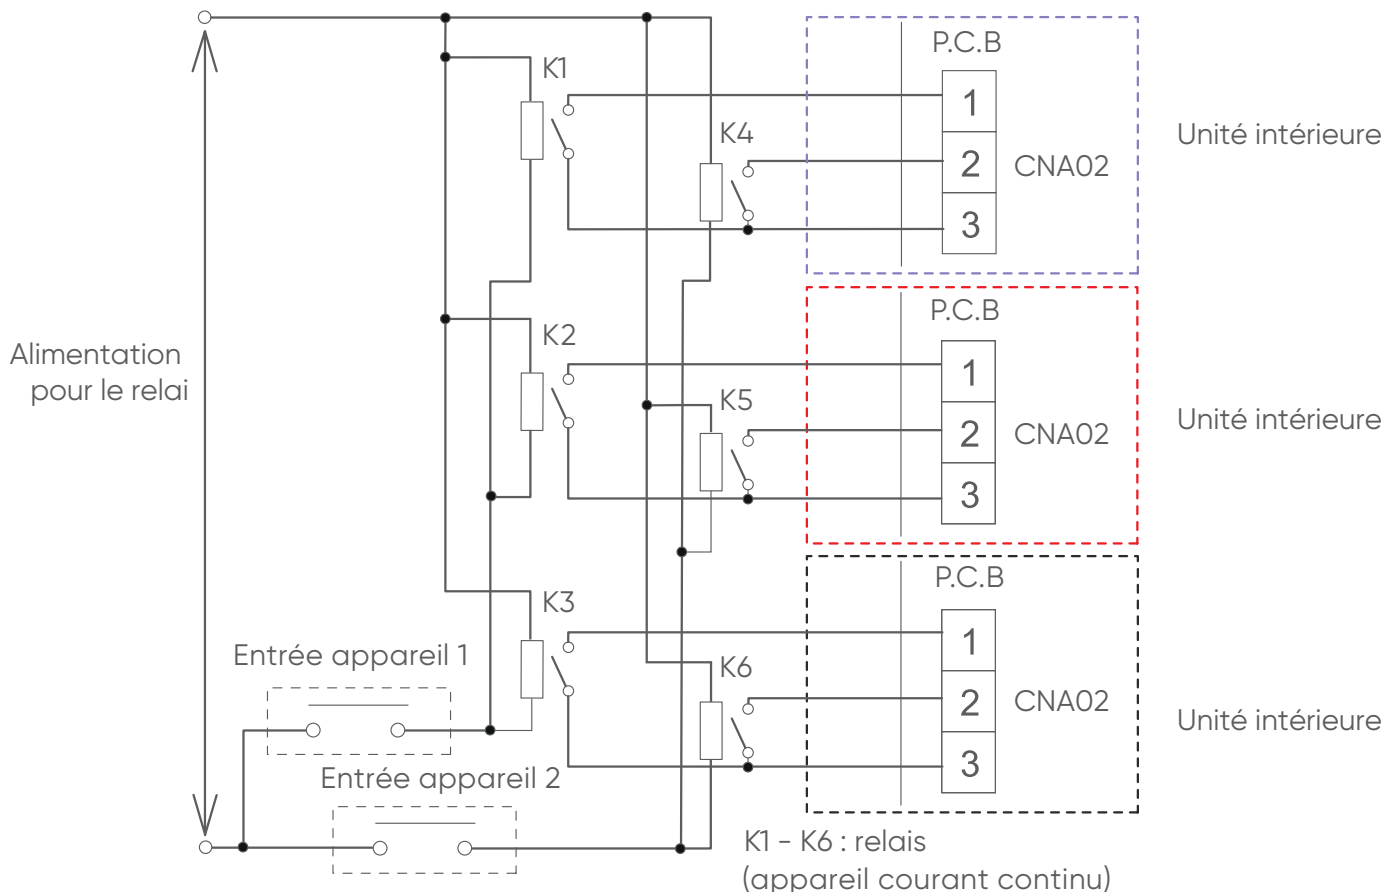 P.C.B
K1
1
K4
Unité intérieure
2
CNA02
3
P.C.B
K2
Alimentation
pour le relai
1
K5
Unité intérieure
2
CNA02
3
P.C.B
K3
1
Entrée appareil 1
K6
2
CNA02
Unité intérieure
3
Entrée appareil 2
K1 - K6 : relais
(appareil courant continu)